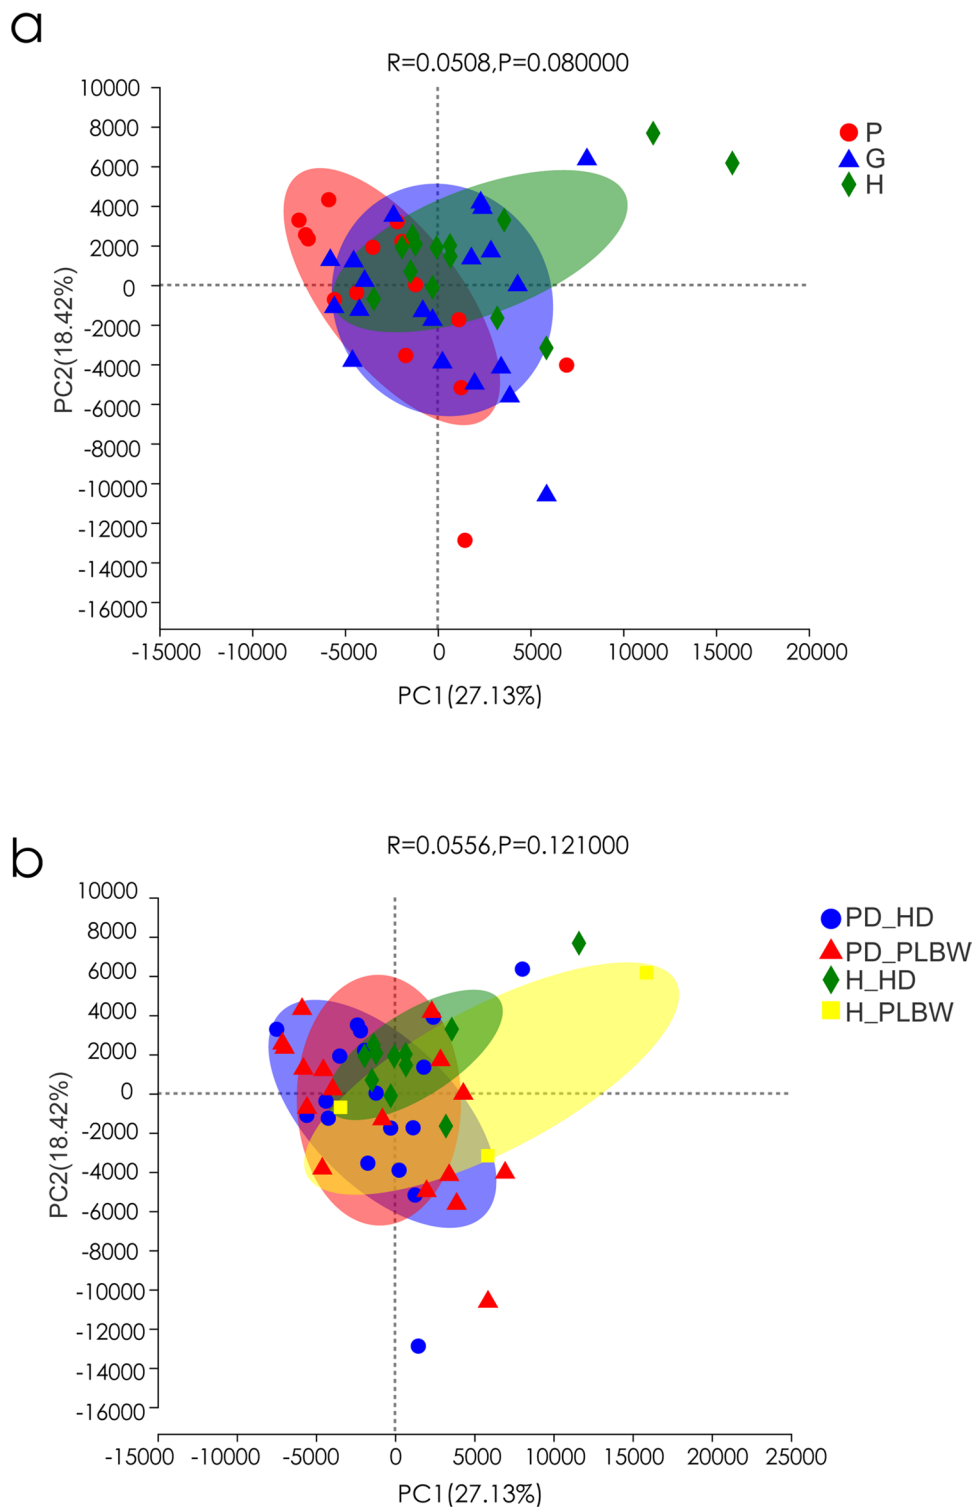 a
R=0.0508,P=0.080000
10000
8000
6000
4000
2000
0
-2000
-4000
-6000
-8000
-10000
-12000
-14000
-16000
PC2(18.42%)
P
G
H
-15000 -10000 -5000 0 5000 10000 15000 20000
PC1(27.13%)
b
R=0.0556,P=0.121000
10000
8000
6000
4000
2000
0
-2000
-4000
-6000
-8000
-10000
-12000
-14000
-16000
PC2(18.42%)
PD_HD
PD_PLBW
H_HD
H_PLBW
-15000 -10000 -5000 0 5000 10000 15000 20000 25000
PC1(27.13%)